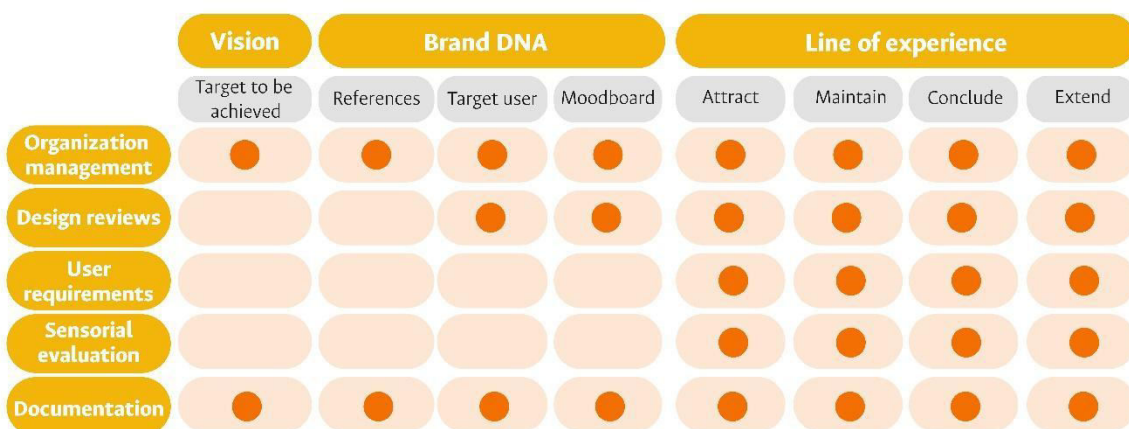 Vision
Brand DNA
Line of experience
Target to be
achieved
References
Target user
Moodboard
Attract
Maintain
Conclude
Extend
Organization
management
Design reviews
User
requirements
Sensorial
evaluation
Documentation